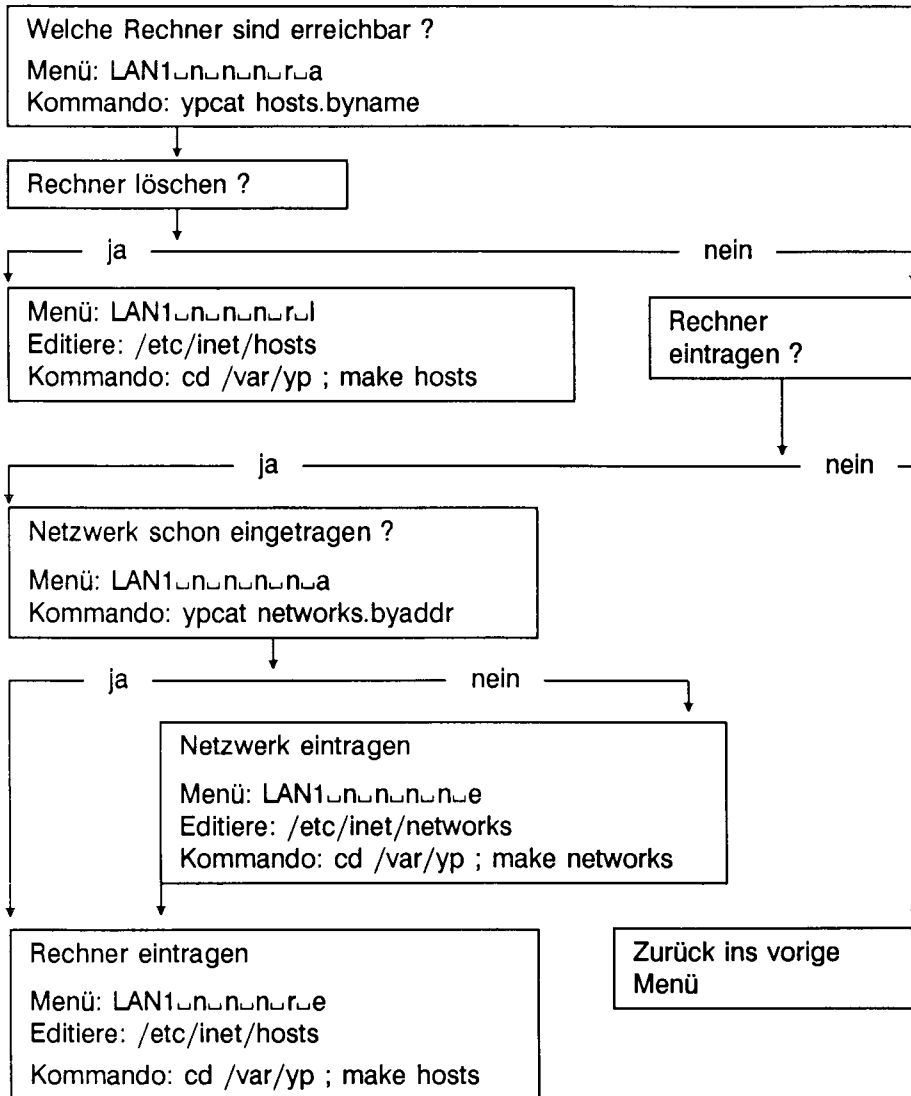 Welche Rechner sind erreichbar ?
Menü: LAN1␣n␣n␣n␣r␣a
Kommando: ypcat hosts.byname
Rechner löschen ?
ja
nein
Menü: LAN1␣n␣n␣n␣r␣l
Editiere: /etc/inet/hosts
Kommando: cd /var/yp ; make hosts
Rechner
eintragen ?
ja
nein
Netzwerk schon eingetragen ?
Menü: LAN1␣n␣n␣n␣n␣a
Kommando: ypcat networks.byaddr
ja
nein
Netzwerk eintragen
Menü: LAN1␣n␣n␣n␣n␣e
Editiere: /etc/inet/networks
Kommando: cd /var/yp ; make networks
Rechner eintragen
Menü: LAN1␣n␣n␣n␣r␣e
Editiere: /etc/inet/hosts
Kommando: cd /var/yp ; make hosts
Zurück ins vorige
Menü